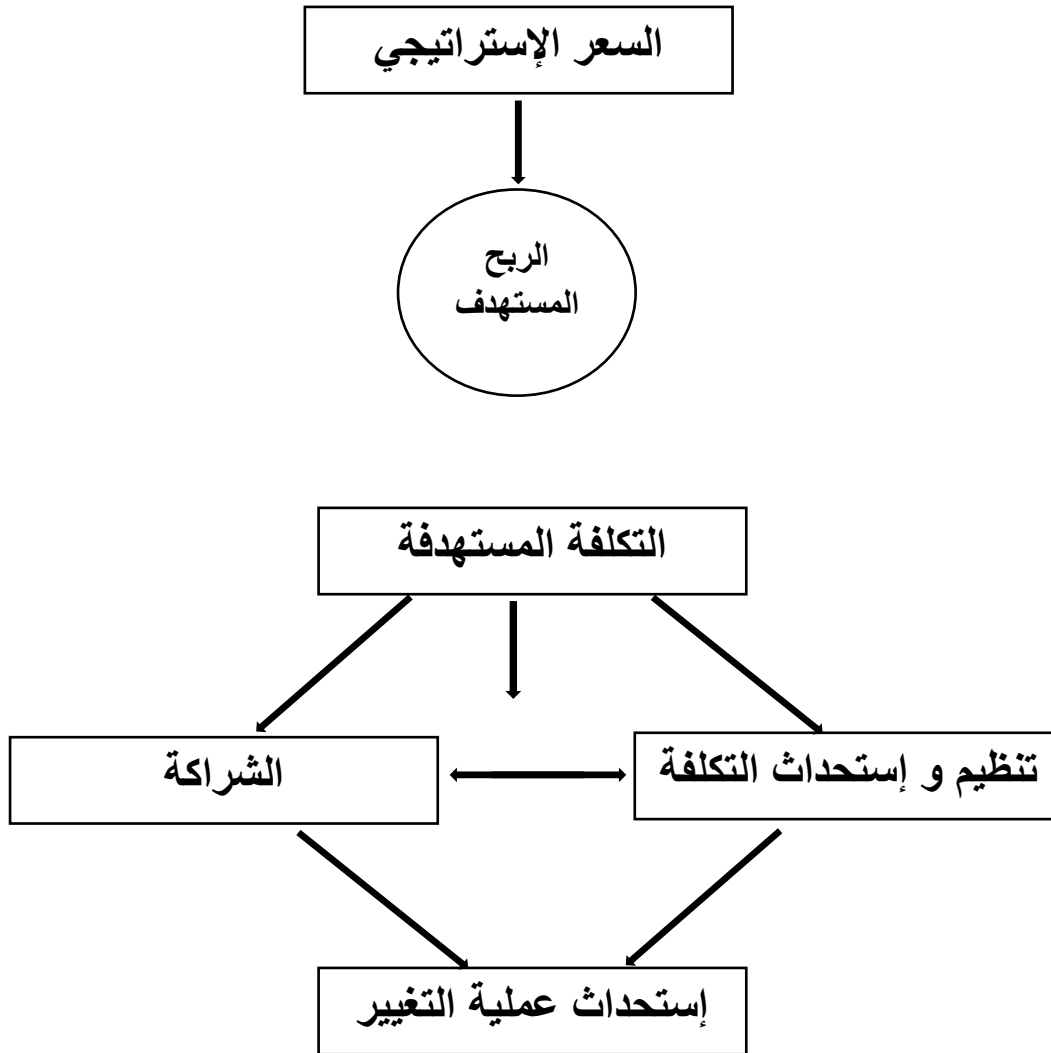 السعر الإستراتيجي
الربح
المستهدف
التكلفة المستهدفة
تنظيم و إستحداث التكلفة
الشراكة
إستحداث عملية التغيير